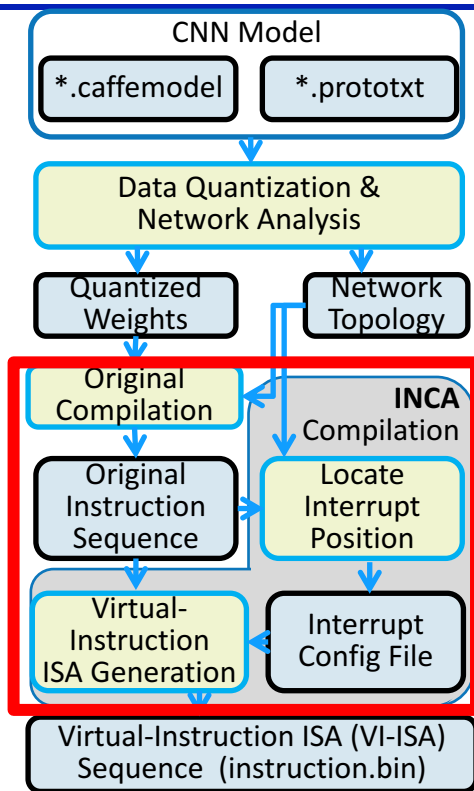 CNN Model
*.caffemodel
*.prototxt
Data Quantization &
Network Analysis
Quantized
Weights
Network
Topology
Original
Compilation
INCA
Compilation
Original
Instruction
Sequence
Locate
Interrupt
Position
Virtual-
Instruction
ISA Generation
Interrupt
Config File
Virtual-Instruction ISA (VI-ISA)
Sequence (instruction.bin)